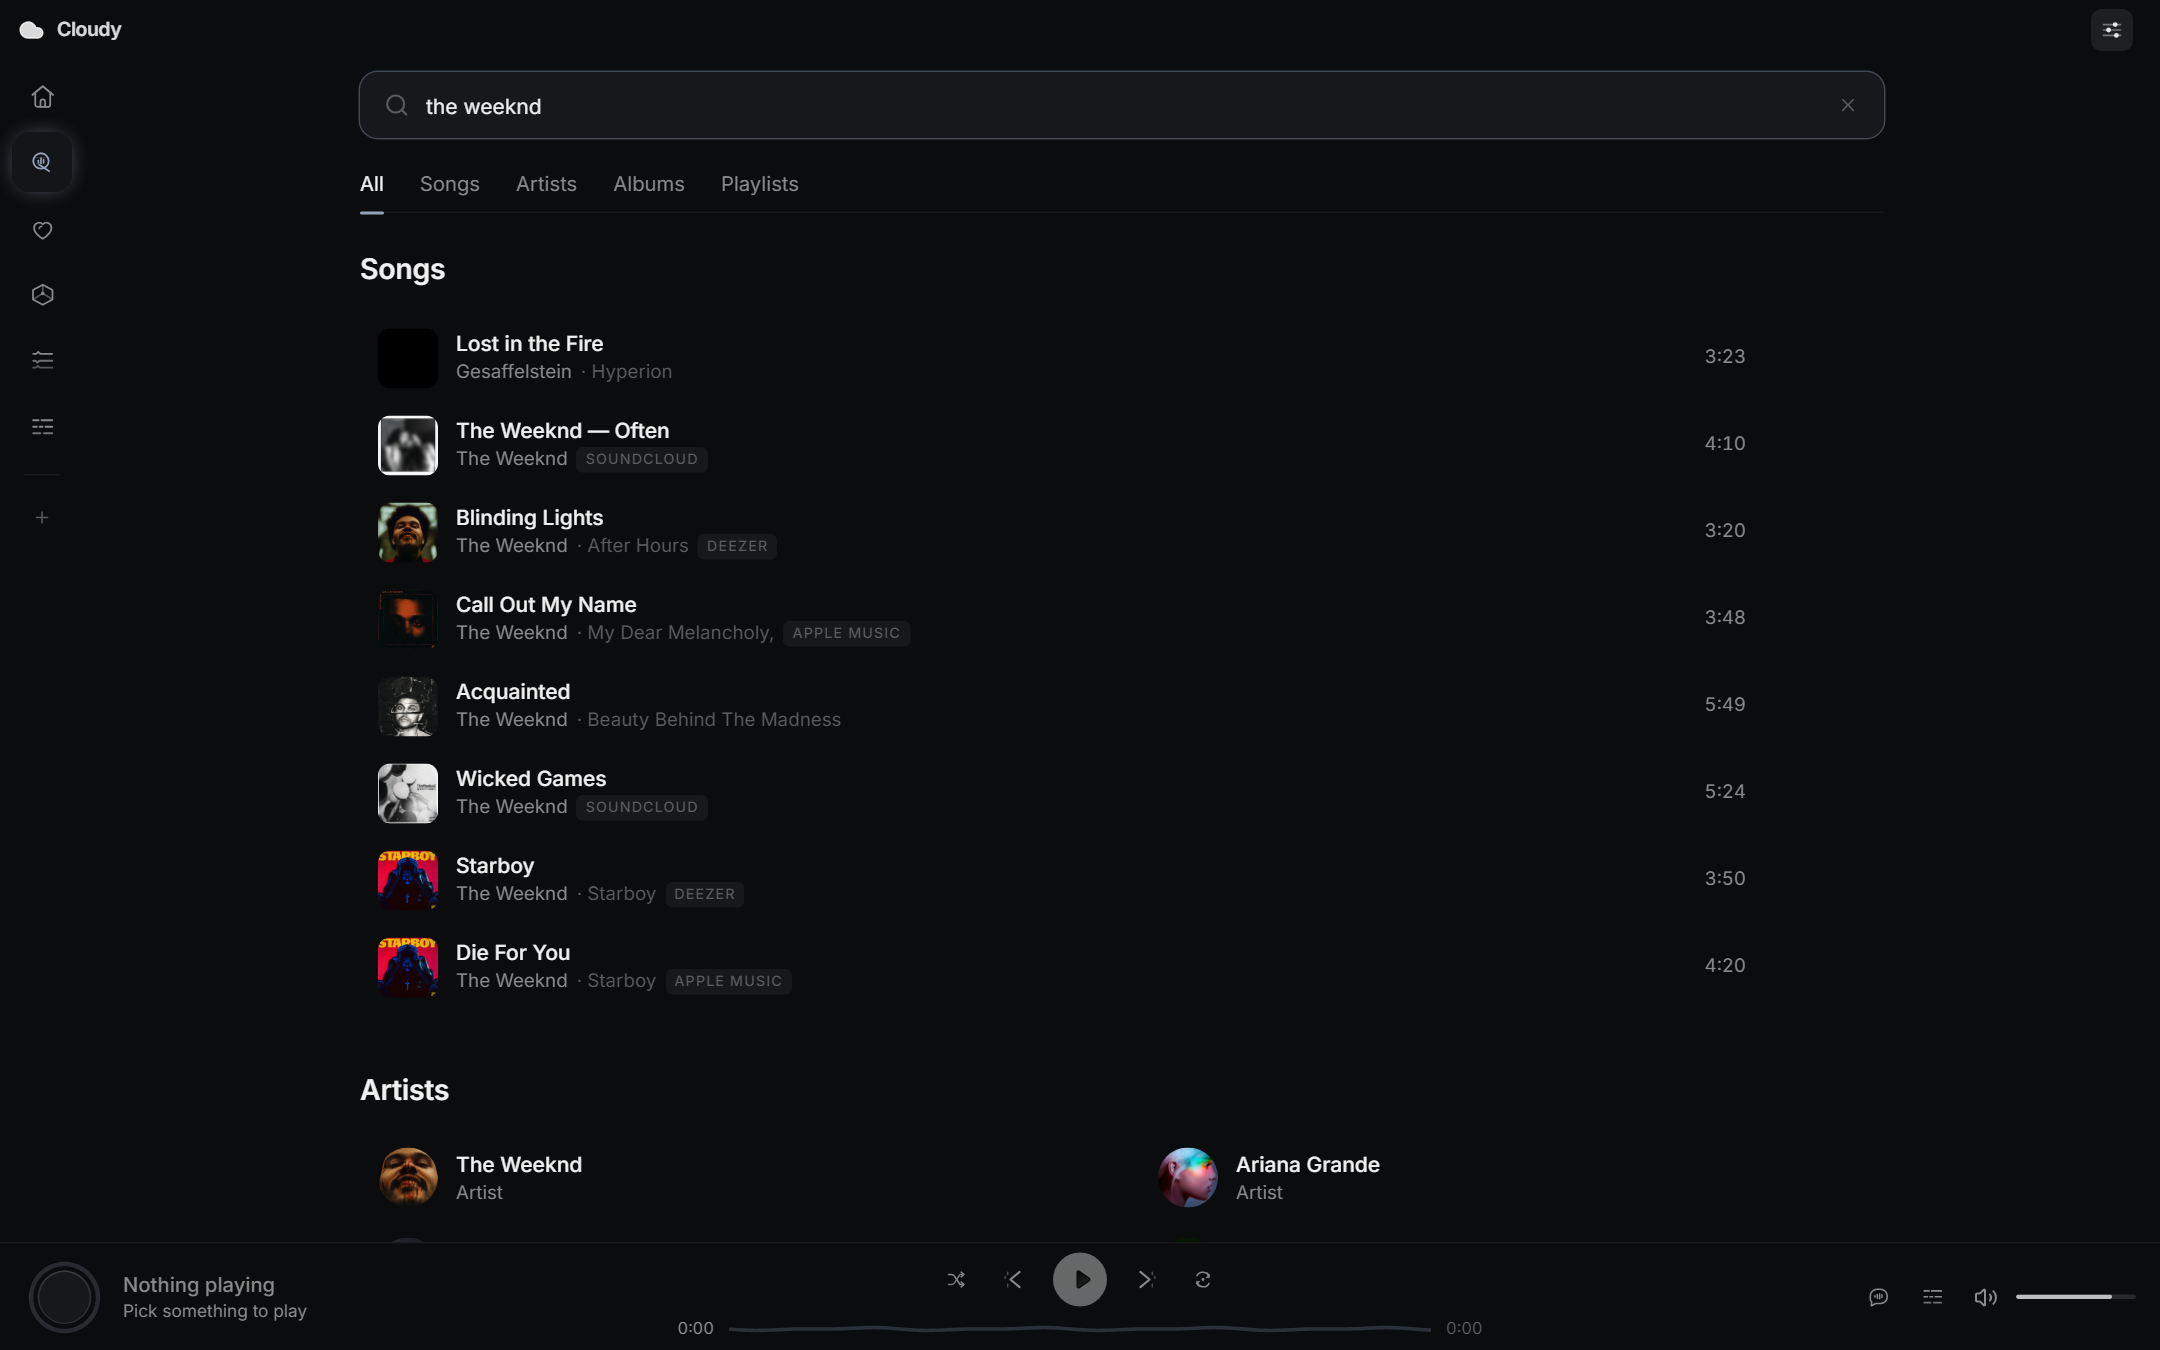 Cloudy
the weeknd
All Songs Artists Albums Playlists
Songs
Lost in the Fire
Gesaffelstein · Hyperion
3:23
The Weeknd — Often
The Weeknd SOUNDCLOUD
4:10
Blinding Lights
The Weeknd · After Hours DEEZER
3:20
Call Out My Name
The Weeknd · My Dear Melancholy, APPLE MUSIC
3:48
Acquainted
The Weeknd · Beauty Behind The Madness
5:49
Wicked Games
The Weeknd SOUNDCLOUD
5:24
STARBOY
Starboy
The Weeknd · Starboy DEEZER
3:50
STARBOY
Die For You
The Weeknd · Starboy APPLE MUSIC
4:20
Artists
The Weeknd
Artist
Ariana Grande
Artist
Nothing playing
Pick something to play
0:00
0:00